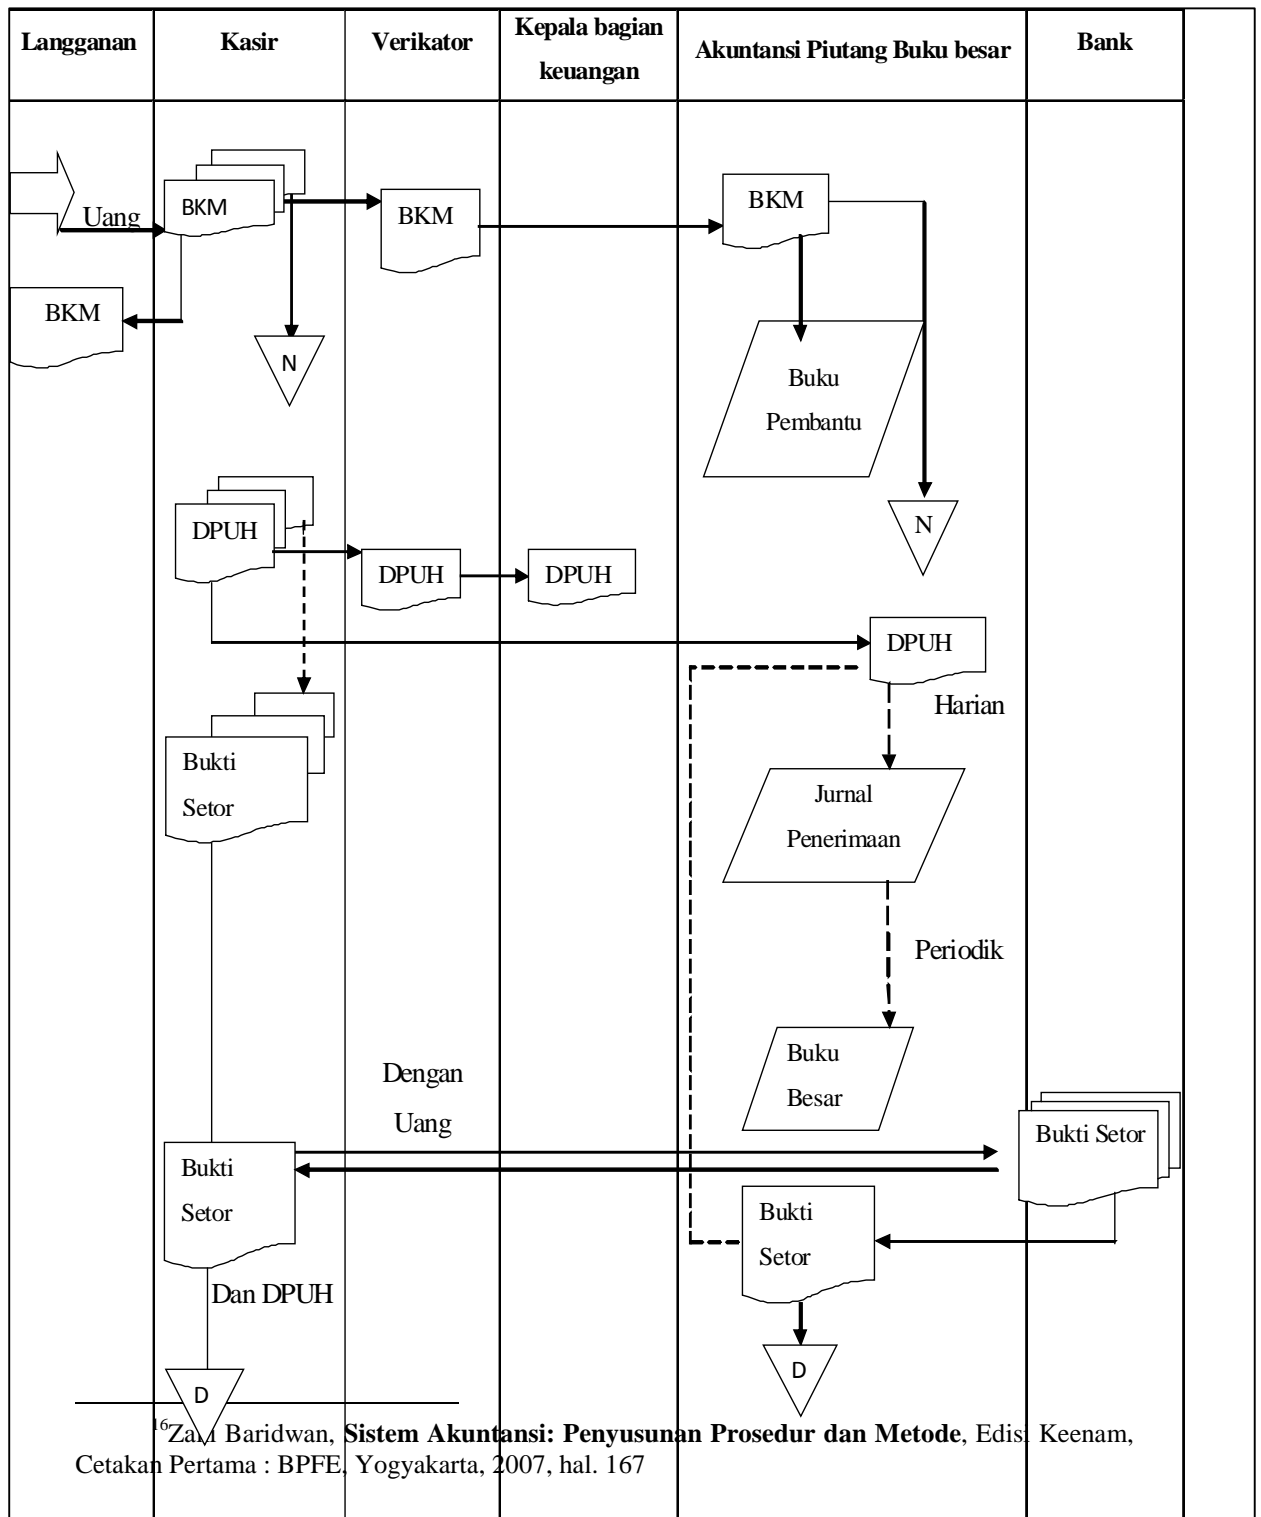 Langganan
Kasir
Verikator
Kepala bagian
keuangan
Akuntansi Piutang Buku besar
Bank
Uang
BKM
BKM
BKM
BKM
N
Buku
Pembantu
N
DPUH
DPUH
DPUH
DPUH
Harian
Bukti
Setor
Jurnal
Penerimaan
Periodik
Buku
Besar
Dengan
Uang
Bukti Setor
Bukti
Setor
Bukti
Setor
Dan DPUH
D
D
16Zaki Baridwan, Sistem Akuntansi: Penyusunan Prosedur dan Metode, Edisi Keenam,
Cetakan Pertama : BPFE, Yogyakarta, 2007, hal. 167